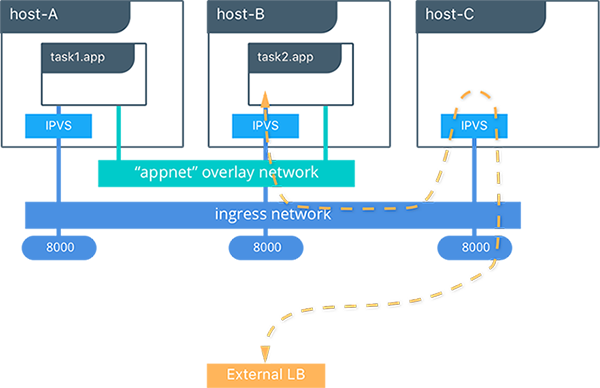 host-A
host-B
host-C
task1.app
task2.app
IPVS
IPVS
IPVS
“appnet” overlay network
ingress network
8000
8000
8000
External LB